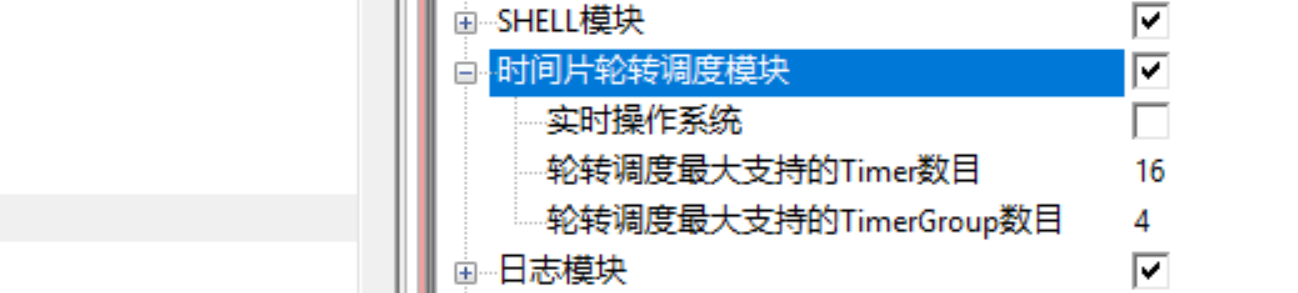 SHELL模块
时间片轮转调度模块
实时操作系统
轮转调度最大支持的Timer数目 16
轮转调度最大支持的TimerGroup数目 4
日志模块